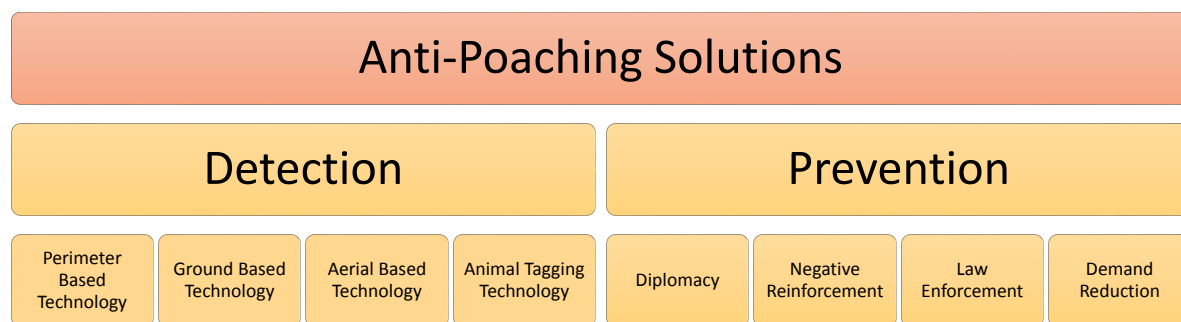 Anti-Poaching Solutions
Detection
Prevention
Perimeter
Based
Technology
Ground Based
Technology
Aerial Based
Technology
Animal Tagging
Technology
Diplomacy
Negative
Reinforcement
Law
Enforcement
Demand
Reduction